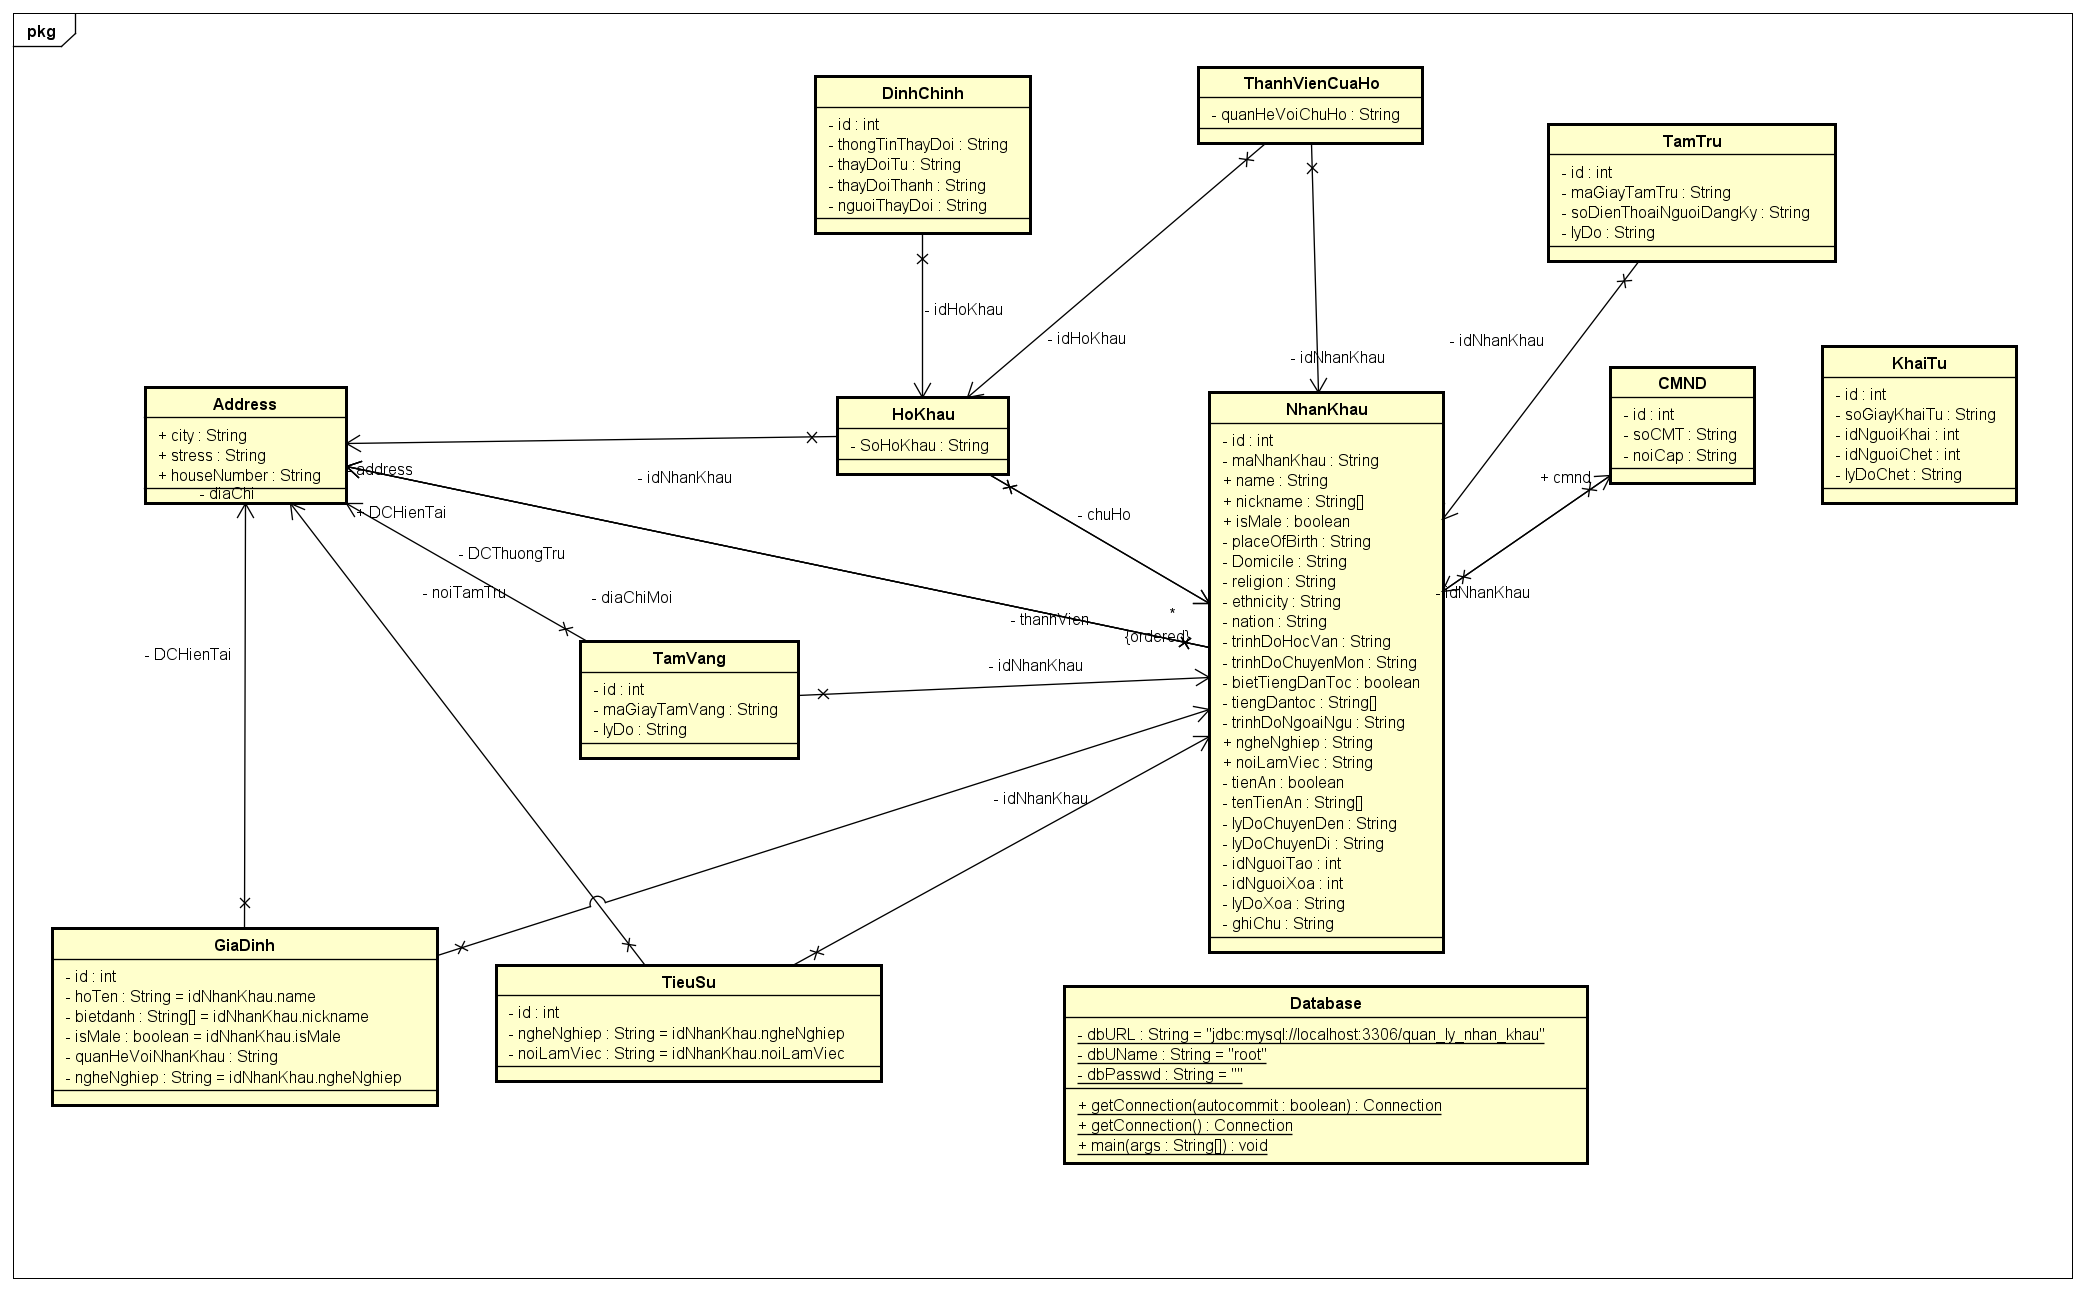 pkg
DinhChinh
- id : int
- thongTinThayDoi : String
- thayDoiTu : String
- thayDoiThanh : String
- nguoiThayDoi : String
ThanhVienCuaHo
- quanHeVoiChuHo : String
TamTru
- id : int
- maGiayTamTru : String
- soDienThoaiNguoiDangKy : String
- lyDo : String
- idHoKhau
- idHoKhau
- idNhanKhau
- idNhanKhau
Address
+ city : String
+ stress : String
+ houseNumber : String
HoKhau
- SoHoKhau : String
NhanKhau
- id : int
- maNhanKhau : String
+ name : String
+ nickname : String[]
+ isMale : boolean
- placeOfBirth : String
- Domicile : String
- religion : String
- ethnicity : String
- nation : String
- trinhDoHocVan : String
- trinhDoChuyenMon : String
- bietTiengDanToc : boolean
- tiengDantoc : String[]
- trinhDoNgoaiNgu : String
+ ngheNghiep : String
+ noiLamViec : String
- tienAn : boolean
- tenTienAn : String[]
- lyDoChuyenDen : String
- lyDoChuyenDi : String
- idNguoiTao : int
- idNguoiXoa : int
- lyDoXoa : String
- ghiChu : String
CMND
- id : int
- soCMT : String
- noiCap : String
KhaiTu
- id : int
- soGiayKhaiTu : String
- idNguoiKhai : int
- idNguoiChet : int
- lyDoChet : String
- address
- diaChi
+ DCHienTai
- idNhanKhau
- chuHo
+ cmnd
- idNhanKhau
- DCThuongTru
- noiTamTru
- diaChiMoi
- thanhVien
*
{ordered}
- DCHienTai
- idNhanKhau
- idNhanKhau
TamVang
- id : int
- maGiayTamVang : String
- lyDo : String
GiaDinh
- id : int
- hoTen : String = idNhanKhau.name
- bietdanh : String[] = idNhanKhau.nickname
- isMale : boolean = idNhanKhau.isMale
- quanHeVoiNhanKhau : String
- ngheNghiep : String = idNhanKhau.ngheNghiep
TieuSu
- id : int
- ngheNghiep : String = idNhanKhau.ngheNghiep
- noiLamViec : String = idNhanKhau.noiLamViec
Database
- dbURL : String = "jdbc:mysql://localhost:3306/quan_ly_nhan_khau"
- dbUName : String = "root"
- dbPasswd : String = ""
+ getConnection(autocommit : boolean) : Connection
+ getConnection() : Connection
+ main(args : String[]) : void